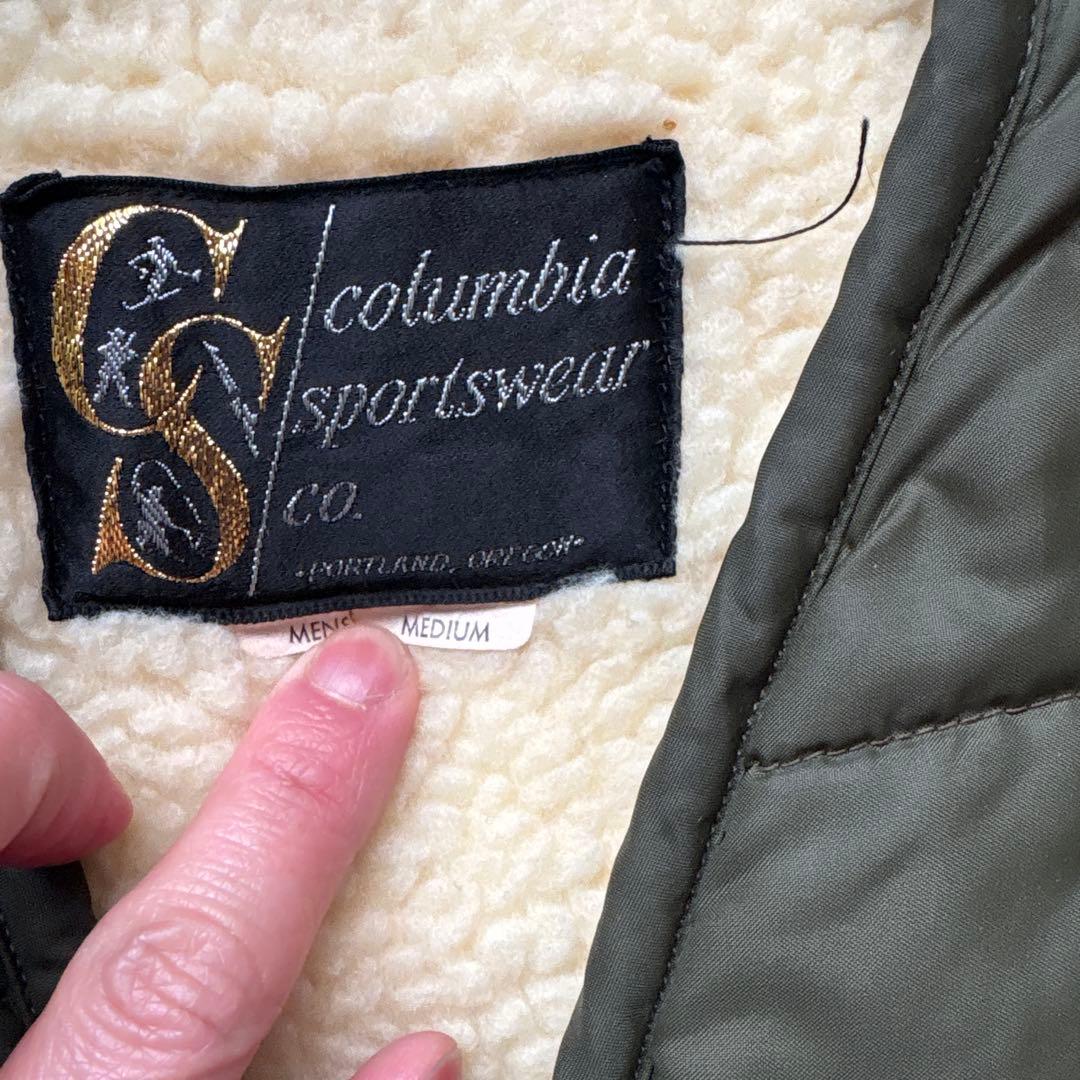 CS
columbia
sportswear
co.
•PORTLAND, OREGON•
MENS MEDIUM